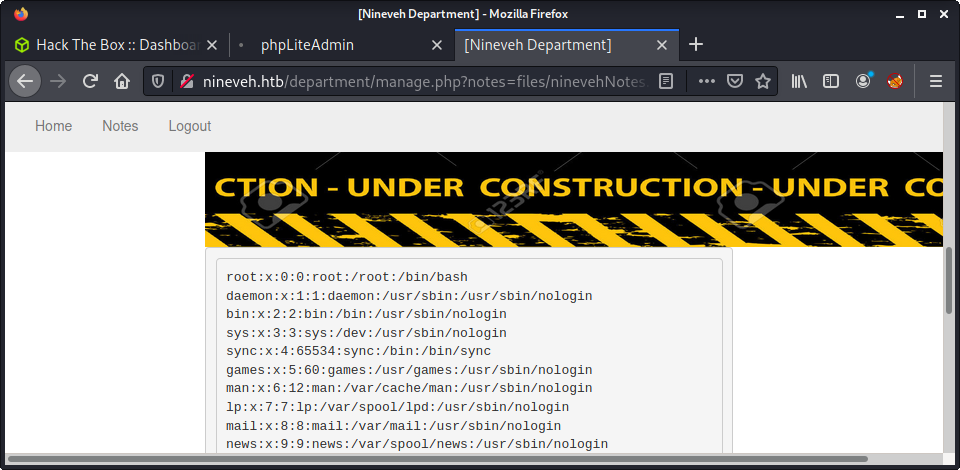 [Nineveh Department] - Mozilla Firefox
Hack The Box :: Dashboar
phpLiteAdmin
[Nineveh Department]
nineveh.htb/department/manage.php?notes=files/ninevehNotes.
Home Notes Logout
CTION - UNDER CONSTRUCTION - UNDER CO
root:x:0:0:root:/root:/bin/bash
daemon:x:1:1:daemon:/usr/sbin:/usr/sbin/nologin
bin:x:2:2:bin:/bin:/usr/sbin/nologin
sys:x:3:3:sys:/dev:/usr/sbin/nologin
sync:x:4:65534:sync:/bin:/bin/sync
games:x:5:60:games:/usr/games:/usr/sbin/nologin
man:x:6:12:man:/var/cache/man:/usr/sbin/nologin
lp:x:7:7:lp:/var/spool/lpd:/usr/sbin/nologin
mail:x:8:8:mail:/var/mail:/usr/sbin/nologin
news:x:9:9:news:/var/spool/news:/usr/sbin/nologin